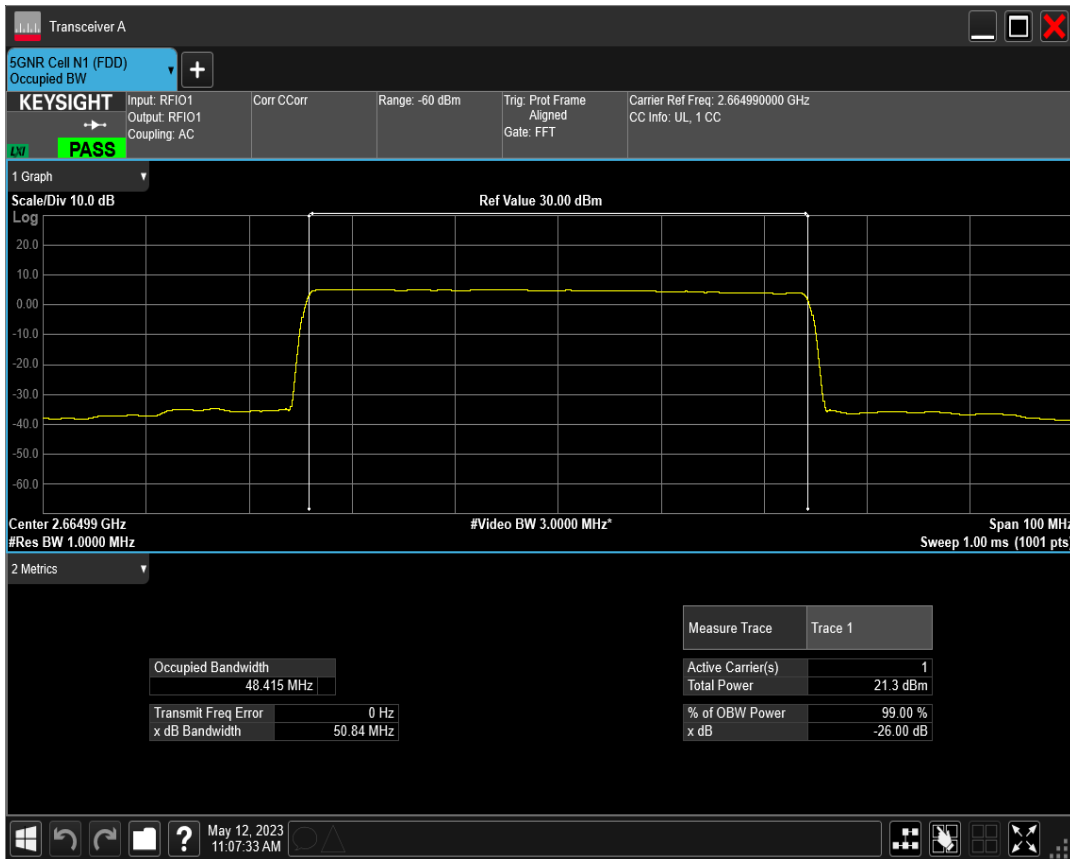 Transceiver A
5GNR Cell N1 (FDD)
Occupied BW
KEYSIGHT
LXI
PASS
Input: RFIO1
Output: RFIO1
Coupling: AC
Corr CCorr
Range: -60 dBm
Trig: Prot Frame
Aligned
Gate: FFT
Carrier Ref Freq: 2.664990000 GHz
CC Info: UL, 1 CC
1 Graph
Scale/Div 10.0 dB
Ref Value 30.00 dBm
Log
20.0
10.0
0.00
-10.0
-20.0
-30.0
-40.0
-50.0
-60.0
Center 2.66499 GHz
#Video BW 3.0000 MHz*
Span 100 MHz
#Res BW 1.0000 MHz
Sweep 1.00 ms (1001 pts)
2 Metrics
Measure Trace Trace 1
Occupied Bandwidth
48.415 MHz
Active Carrier(s) 1
Total Power 21.3 dBm
Transmit Freq Error 0 Hz
x dB Bandwidth 50.84 MHz
% of OBW Power 99.00 %
x dB -26.00 dB
?
May 12, 2023
11:07:33 AM